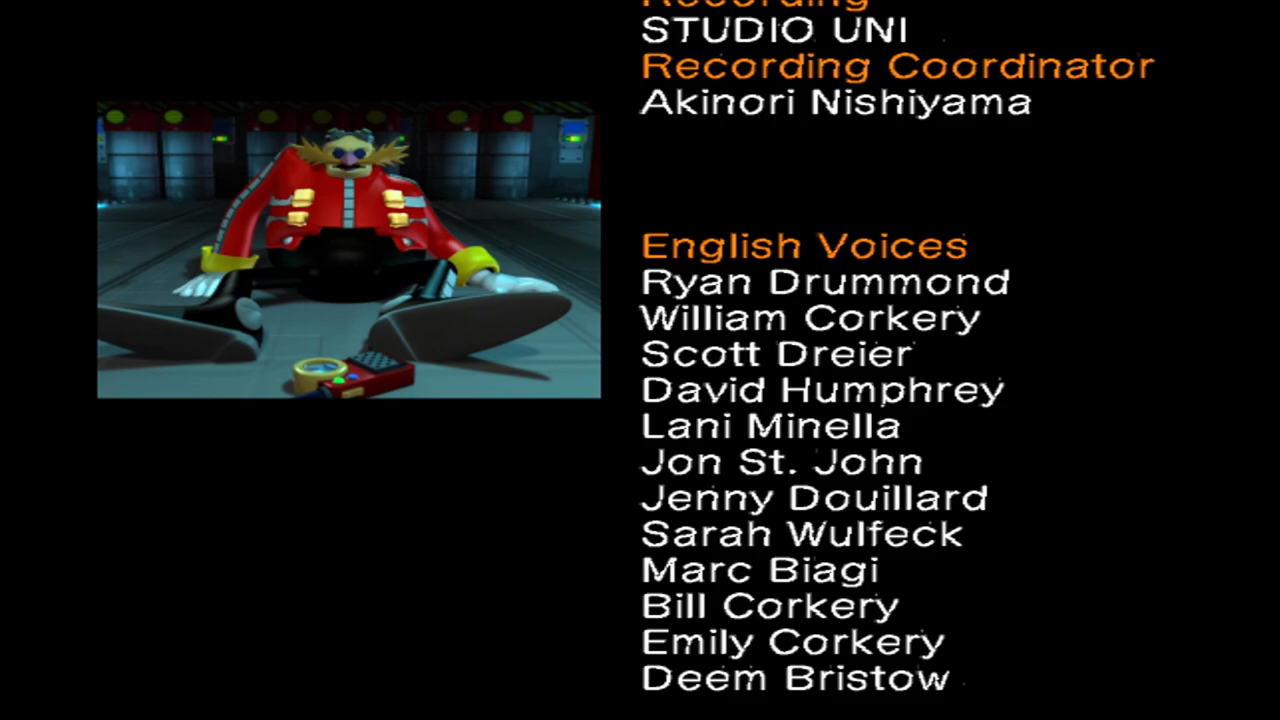 Recording
STUDIO UNI
Recording Coordinator
Akinori Nishiyama
English Voices
Ryan Drummond
William Corkery
Scott Dreier
David Humphrey
Lani Minella
Jon St. John
Jenny Douillard
Sarah Wulfeck
Marc Biagi
Bill Corkery
Emily Corkery
Deem Bristow